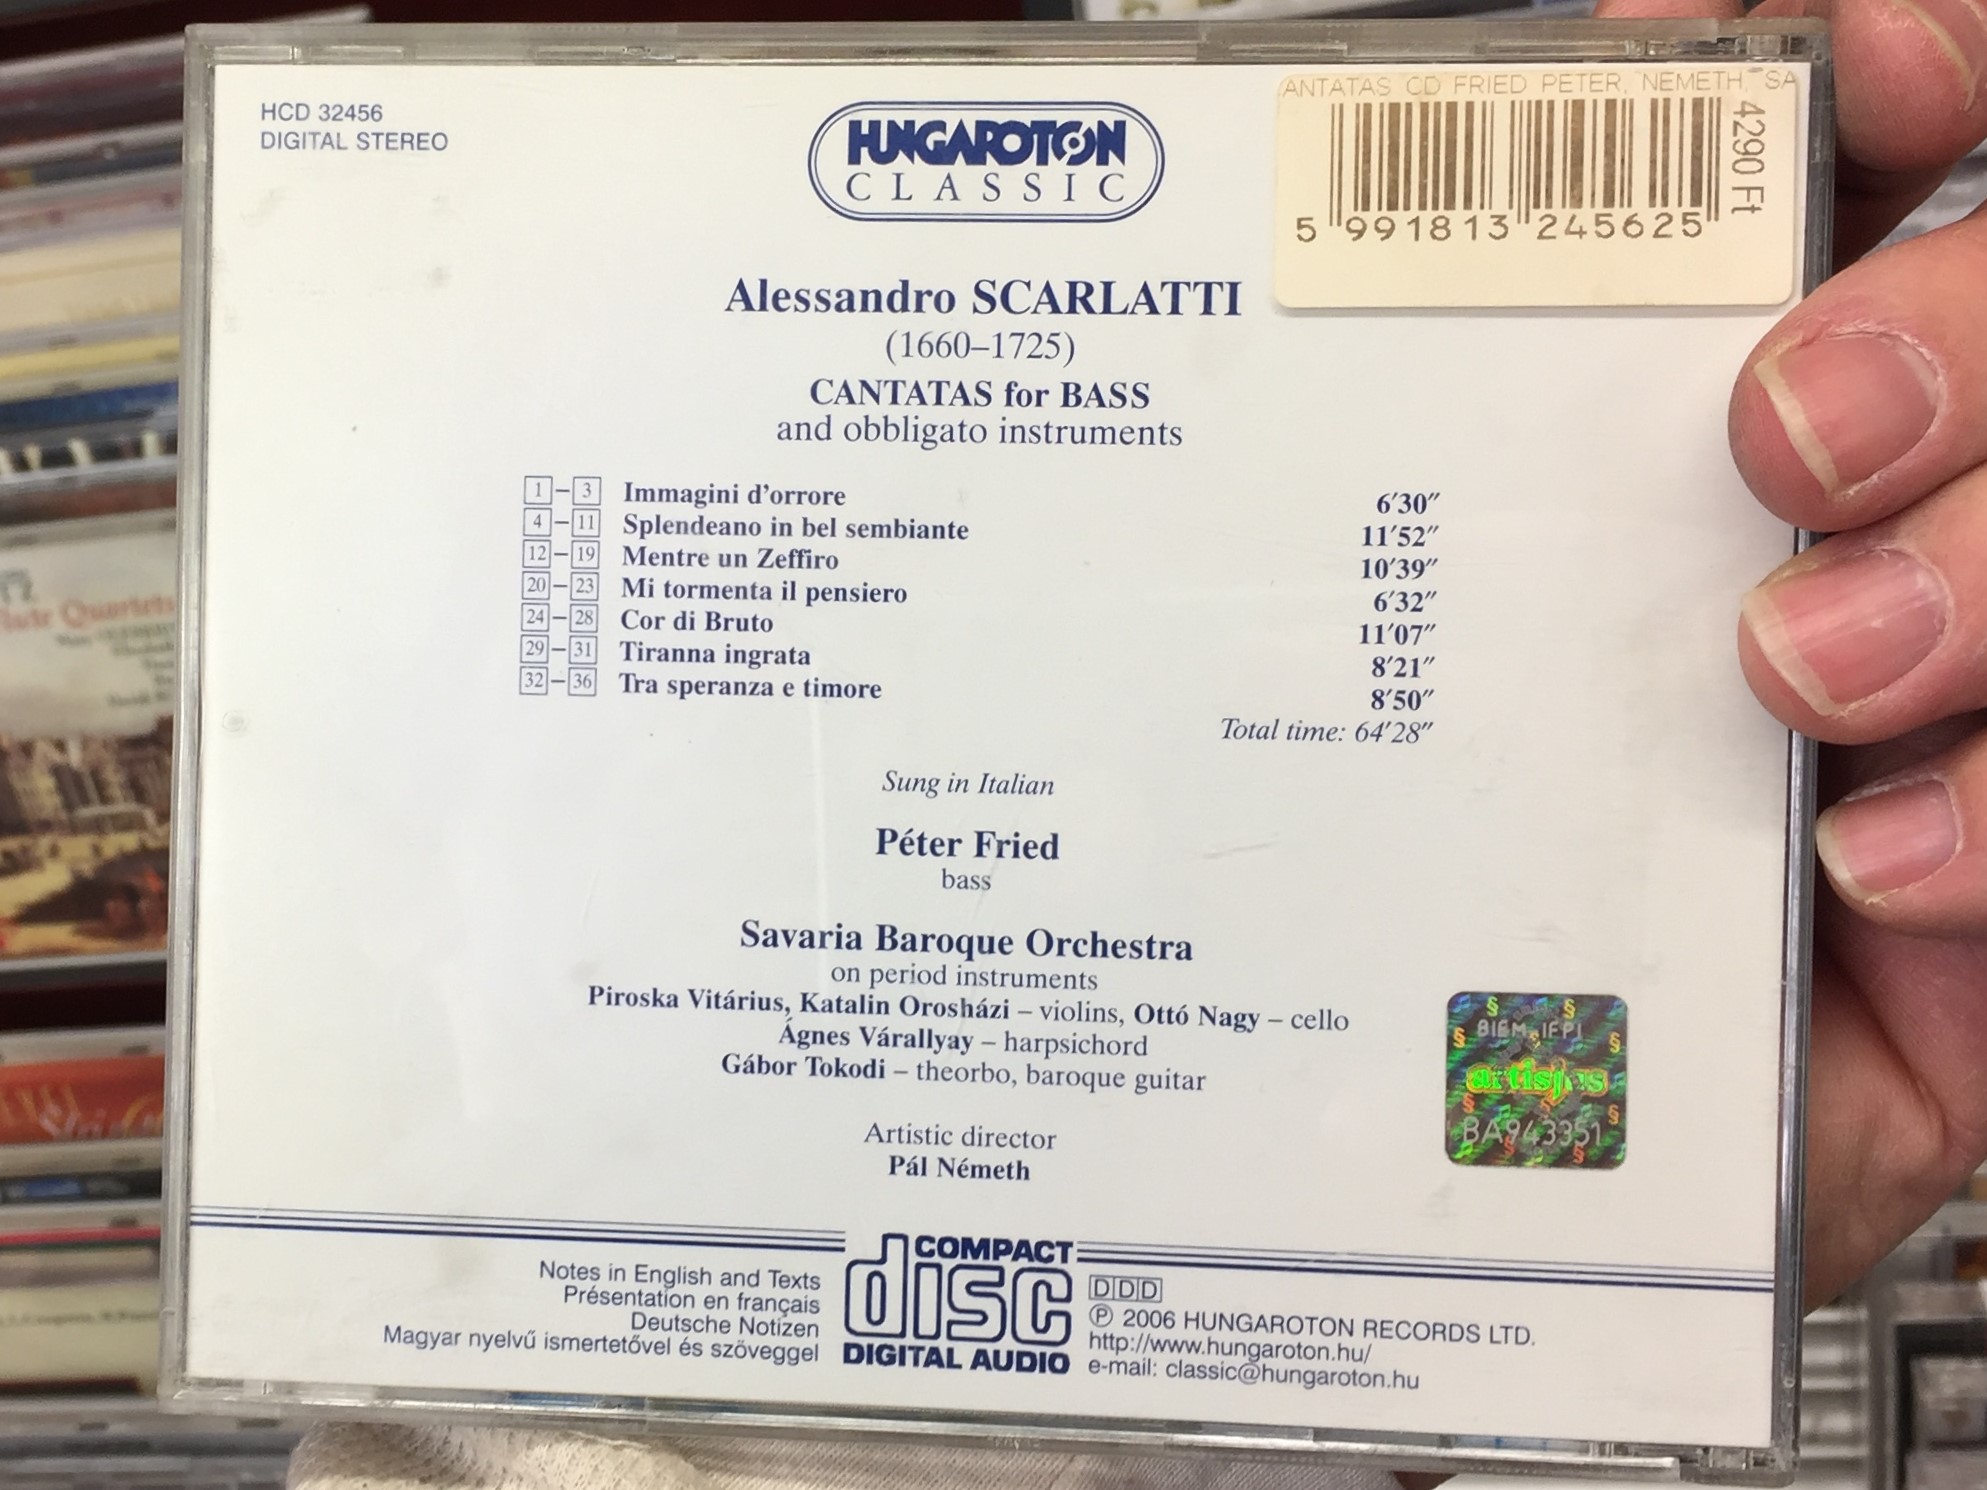 HCD 32456
DIGITAL STEREO
HUNGAROTON
CLASSIC
ANTATAS CD FRIED PETER, NEMETH, SA
4290 Ft
5 991813 245625
Alessandro SCARLATTI
(1660–1725)
CANTATAS for BASS
and obbligato instruments
1–3 Immagini d'orrore 6'30"
4–11 Splendeano in bel sembiante 11'52"
12–19 Mentre un Zeffiro 10'39"
20–23 Mi tormenta il pensiero 6'32"
24–28 Cor di Bruto 11'07"
29–31 Tiranna ingrata 8'21"
32–36 Tra speranza e timore 8'50"
Total time: 64'28"
Sung in Italian
Péter Fried
bass
Savaria Baroque Orchestra
on period instruments
Piroska Vitárius, Katalin Orosházi – violins, Ottó Nagy – cello
Ágnes Várallyay – harpsichord
Gábor Tokodi – theorbo, baroque guitar
BIEM IFPI
artisjus
BA943351
Artistic director
Pál Németh
Notes in English and Texts
Présentation en français
Deutsche Notizen
Magyar nyelvű ismertetővel és szöveggel
COMPACT
disc
DIGITAL AUDIO
DDD
℗ 2006 HUNGAROTON RECORDS LTD.
http://www.hungaroton.hu/
e-mail: classic@hungaroton.hu
Quartets